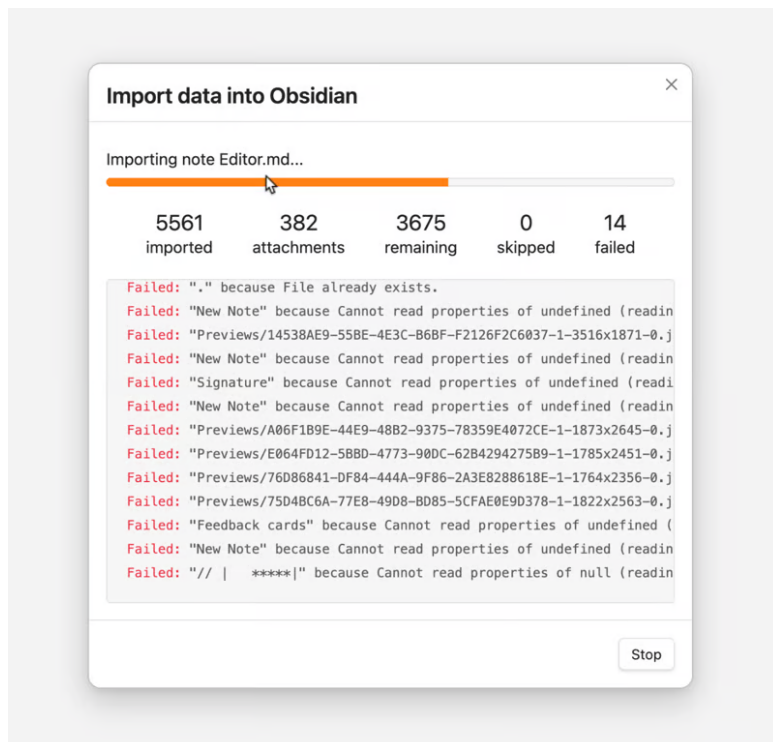 Import data into Obsidian
Importing note Editor.md...
5561 382 3675 0 14
imported attachments remaining skipped failed
Failed: "." because File already exists.
Failed: "New Note" because Cannot read properties of undefined (readin
Failed: "Previews/14538AE9-55BE-4E3C-B6BF-F2126F2C6037-1-3516x1871-0.j
Failed: "New Note" because Cannot read properties of undefined (readin
Failed: "Signature" because Cannot read properties of undefined (readi
Failed: "New Note" because Cannot read properties of undefined (readin
Failed: "Previews/A06F1B9E-44E9-48B2-9375-78359E4072CE-1-1873x2645-0.j
Failed: "Previews/E064FD12-5BBD-4773-90DC-62B4294275B9-1-1785x2451-0.j
Failed: "Previews/76D86841-DF84-444A-9F86-2A3E8288618E-1-1764x2356-0.j
Failed: "Previews/75D4BC6A-77E8-49D8-BD85-5CFAE0E9D378-1-1822x2563-0.j
Failed: "Feedback cards" because Cannot read properties of undefined (
Failed: "New Note" because Cannot read properties of undefined (readin
Failed: "// |   *****|" because Cannot read properties of null (readin
Stop